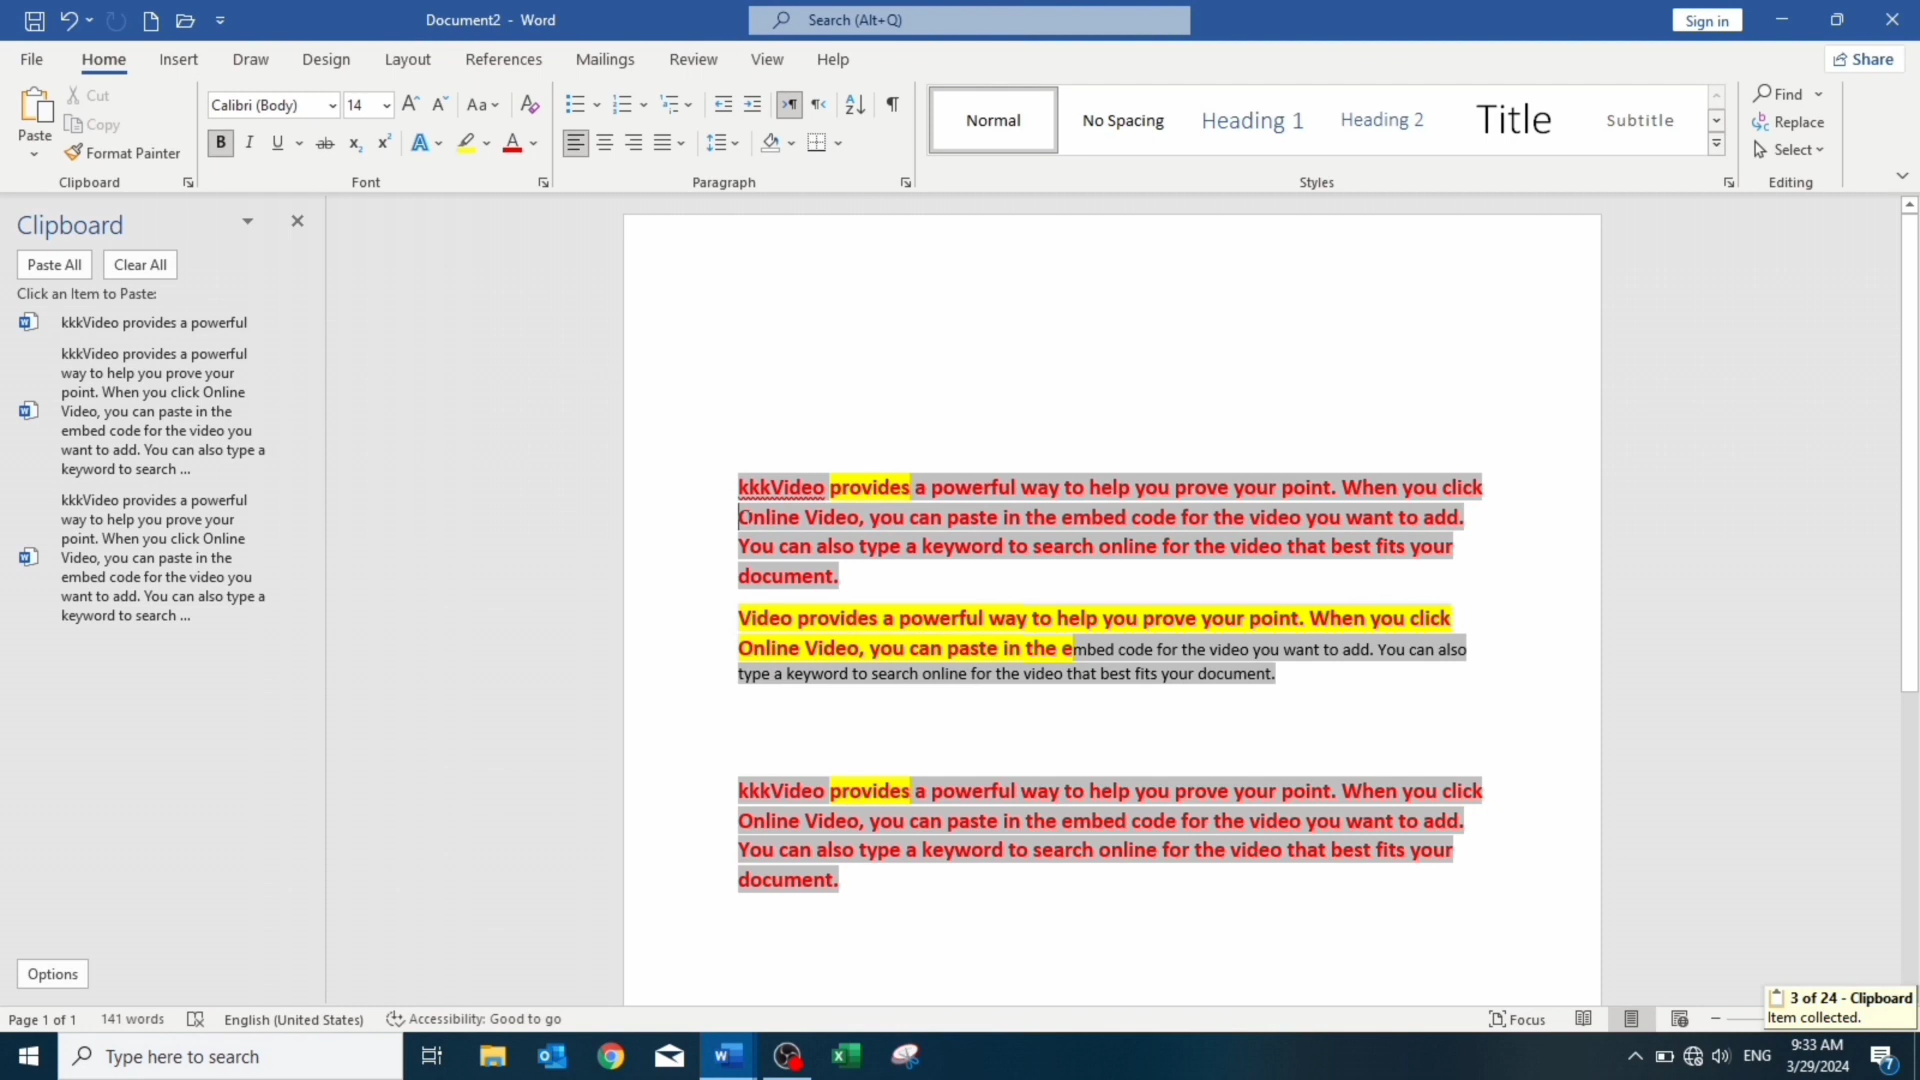 Document2 - Word
Search (Alt+Q)
Sign in
File Home Insert Draw Design Layout References Mailings Review View Help
Share
Paste
Cut
Copy
Format Painter
Clipboard
Calibri (Body) 14
Aa
B I U ab x₂ x² A A
Font
Paragraph
Normal No Spacing Heading 1 Heading 2 Title Subtitle
Styles
Find
Replace
Select
Editing
Clipboard
Paste All Clear All
Click an Item to Paste:
kkkVideo provides a powerful
kkkVideo provides a powerful
way to help you prove your
point. When you click Online
Video, you can paste in the
embed code for the video you
want to add. You can also type a
keyword to search ...
kkkVideo provides a powerful
way to help you prove your
point. When you click Online
Video, you can paste in the
embed code for the video you
want to add. You can also type a
keyword to search ...
Options
kkkVideo provides a powerful way to help you prove your point. When you click
Online Video, you can paste in the embed code for the video you want to add.
You can also type a keyword to search online for the video that best fits your
document.
Video provides a powerful way to help you prove your point. When you click
Online Video, you can paste in the embed code for the video you want to add. You can also
type a keyword to search online for the video that best fits your document.
kkkVideo provides a powerful way to help you prove your point. When you click
Online Video, you can paste in the embed code for the video you want to add.
You can also type a keyword to search online for the video that best fits your
document.
3 of 24 - Clipboard
Item collected.
Page 1 of 1 141 words English (United States) Accessibility: Good to go
Focus
Type here to search
ENG
9:33 AM
3/29/2024
7